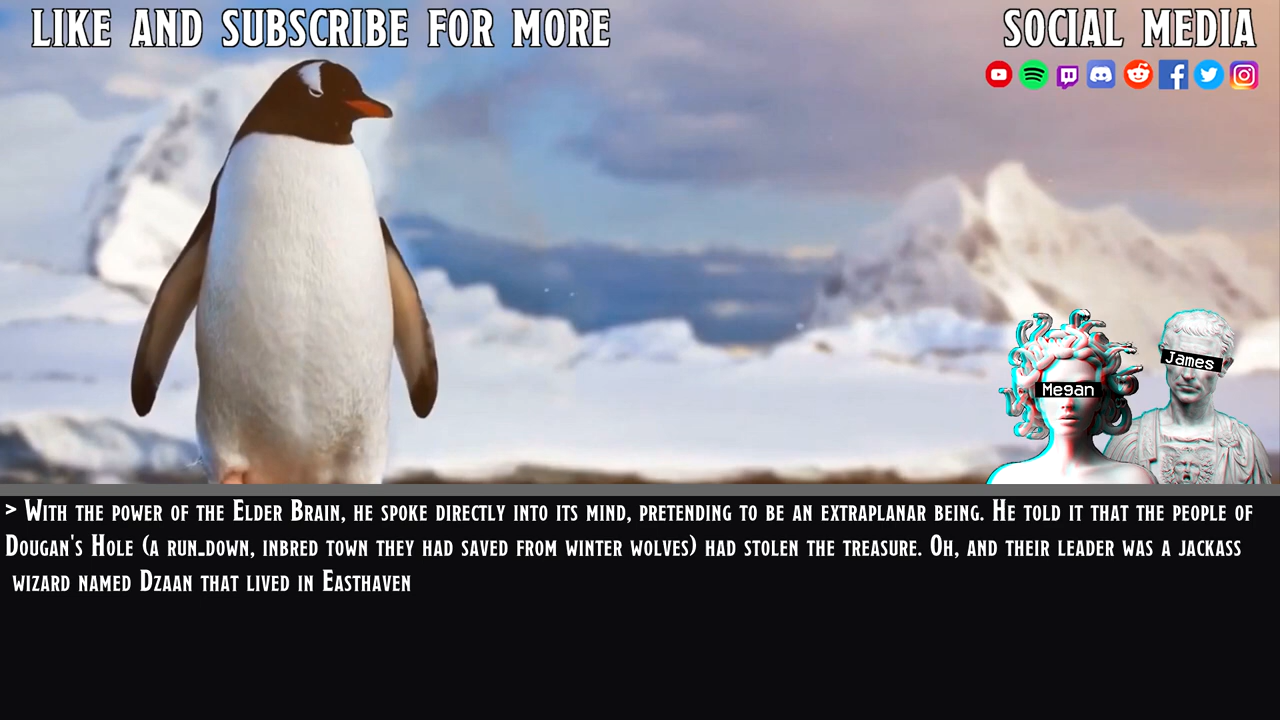 LIKE AND SUBSCRIBE FOR MORE
SOCIAL MEDIA
James
Megan
> With the power of the Elder Brain, he spoke directly into its mind, pretending to be an extraplanar being. He told it that the people of
Dougan's Hole (a run-down, inbred town they had saved from winter wolves) had stolen the treasure. Oh, and their leader was a jackass
wizard named Dzaan that lived in Easthaven